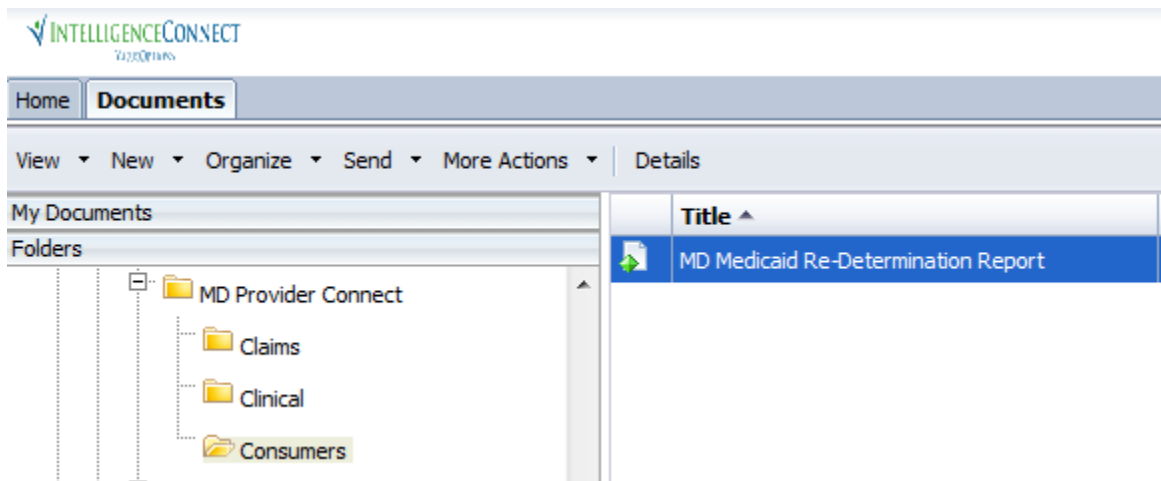 INTELLIGENCECONNECT
Home Documents
View New Organize Send More Actions Details
My Documents
Folders
MD Provider Connect
Claims
Clinical
Consumers
Title
MD Medicaid Re-Determination Report